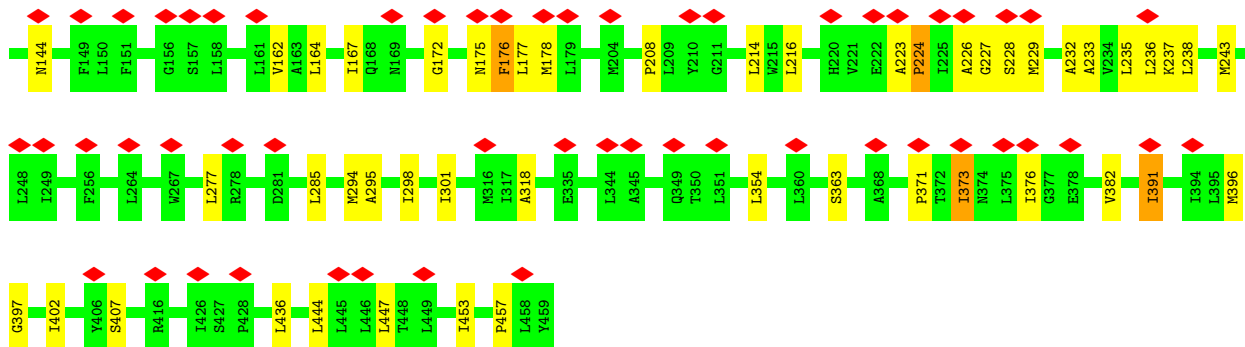 N144 F149 L150 F151 G156 S157 L158 L161 V162 A163 L164 I167 Q168 N169 G172 N175 F176 L177 M178 L179 M204 P208 L209 Y210 G211 L214 W215 L216 H220 V221 E222 A223 P224 I225 A226 G227 S228 M229 A232 A233 V234 L235 L236 K237 L238 M243
L248 I249 F256 L264 W267 L277 R278 D281 L285 M294 A295 I298 I301 M316 I317 A318 E335 L344 A345 Q349 T350 L351 L354 L360 S363 A368 P371 T372 I373 N374 L375 I376 G377 E378 V382 I391 I394 L395 M396
G397 I402 Y406 S407 R416 I426 S427 P428 L436 L444 L445 L446 L447 T448 L449 I453 P457 L458 Y459